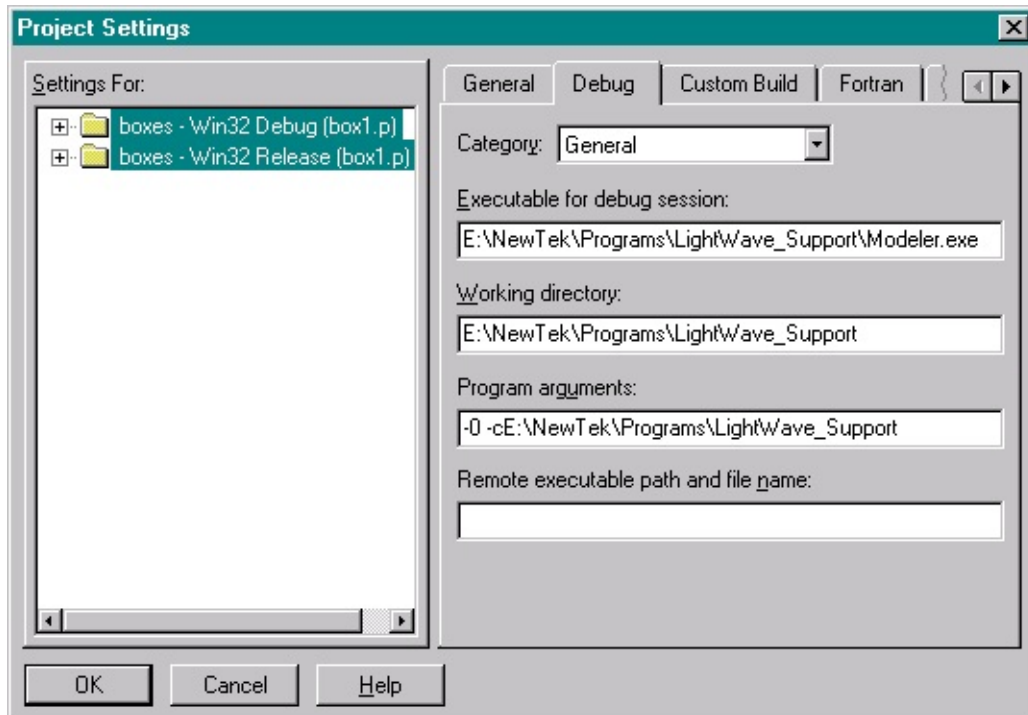 Project Settings
Settings For:
boxes - Win32 Debug (box1.p)
boxes - Win32 Release (box1.p)
General Debug Custom Build Fortran
Category: General
Executable for debug session:
E:\NewTek\Programs\LightWave_Support\Modeler.exe
Working directory:
E:\NewTek\Programs\LightWave_Support
Program arguments:
-0 -cE:\NewTek\Programs\LightWave_Support
Remote executable path and file name:
OK Cancel Help